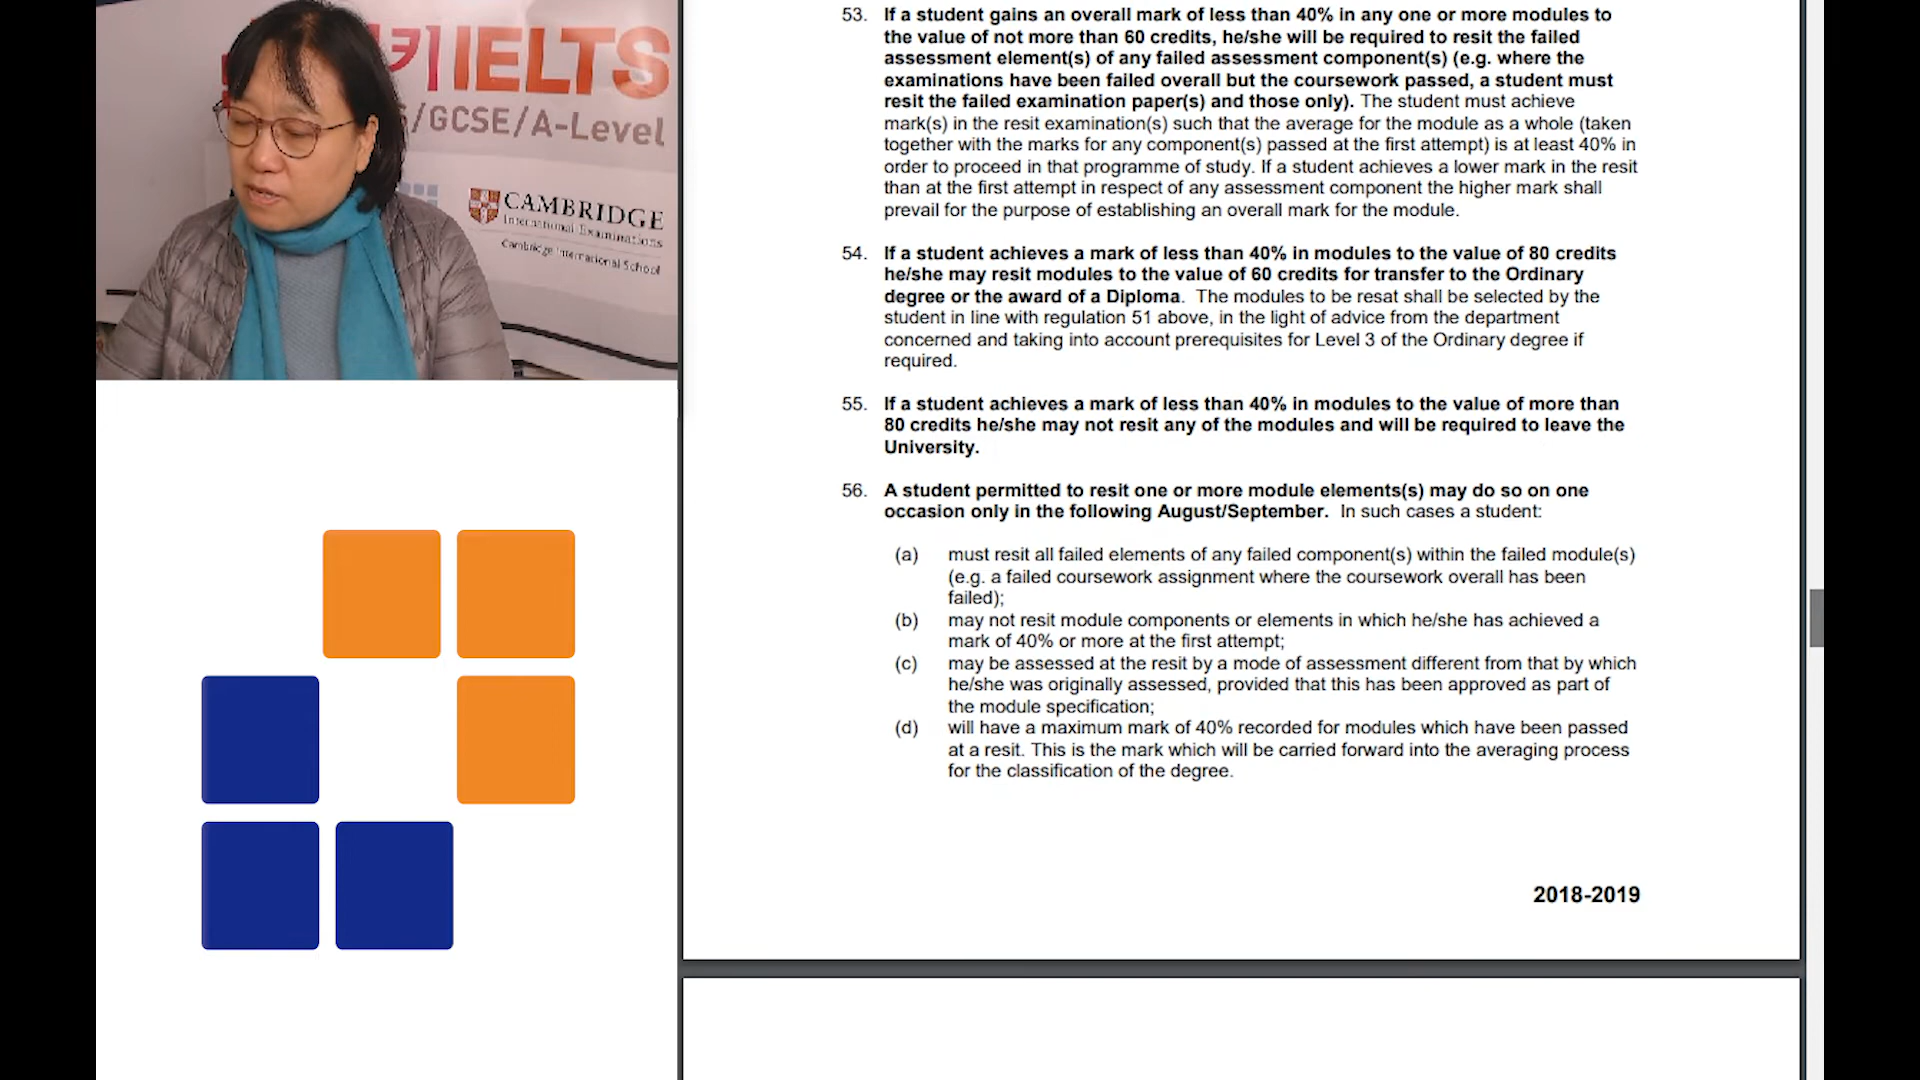 키 IELTS
/GCSE/A-Level
CAMBRIDGE
International Examinations
Cambridge International School
53. If a student gains an overall mark of less than 40% in any one or more modules to
the value of not more than 60 credits, he/she will be required to resit the failed
assessment element(s) of any failed assessment component(s) (e.g. where the
examinations have been failed overall but the coursework passed, a student must
resit the failed examination paper(s) and those only). The student must achieve
mark(s) in the resit examination(s) such that the average for the module as a whole (taken
together with the marks for any component(s) passed at the first attempt) is at least 40% in
order to proceed in that programme of study. If a student achieves a lower mark in the resit
than at the first attempt in respect of any assessment component the higher mark shall
prevail for the purpose of establishing an overall mark for the module.
54. If a student achieves a mark of less than 40% in modules to the value of 80 credits
he/she may resit modules to the value of 60 credits for transfer to the Ordinary
degree or the award of a Diploma. The modules to be resat shall be selected by the
student in line with regulation 51 above, in the light of advice from the department
concerned and taking into account prerequisites for Level 3 of the Ordinary degree if
required.
55. If a student achieves a mark of less than 40% in modules to the value of more than
80 credits he/she may not resit any of the modules and will be required to leave the
University.
56. A student permitted to resit one or more module elements(s) may do so on one
occasion only in the following August/September. In such cases a student:
(a) must resit all failed elements of any failed component(s) within the failed module(s)
(e.g. a failed coursework assignment where the coursework overall has been
failed);
(b) may not resit module components or elements in which he/she has achieved a
mark of 40% or more at the first attempt;
(c) may be assessed at the resit by a mode of assessment different from that by which
he/she was originally assessed, provided that this has been approved as part of
the module specification;
(d) will have a maximum mark of 40% recorded for modules which have been passed
at a resit. This is the mark which will be carried forward into the averaging process
for the classification of the degree.
2018-2019